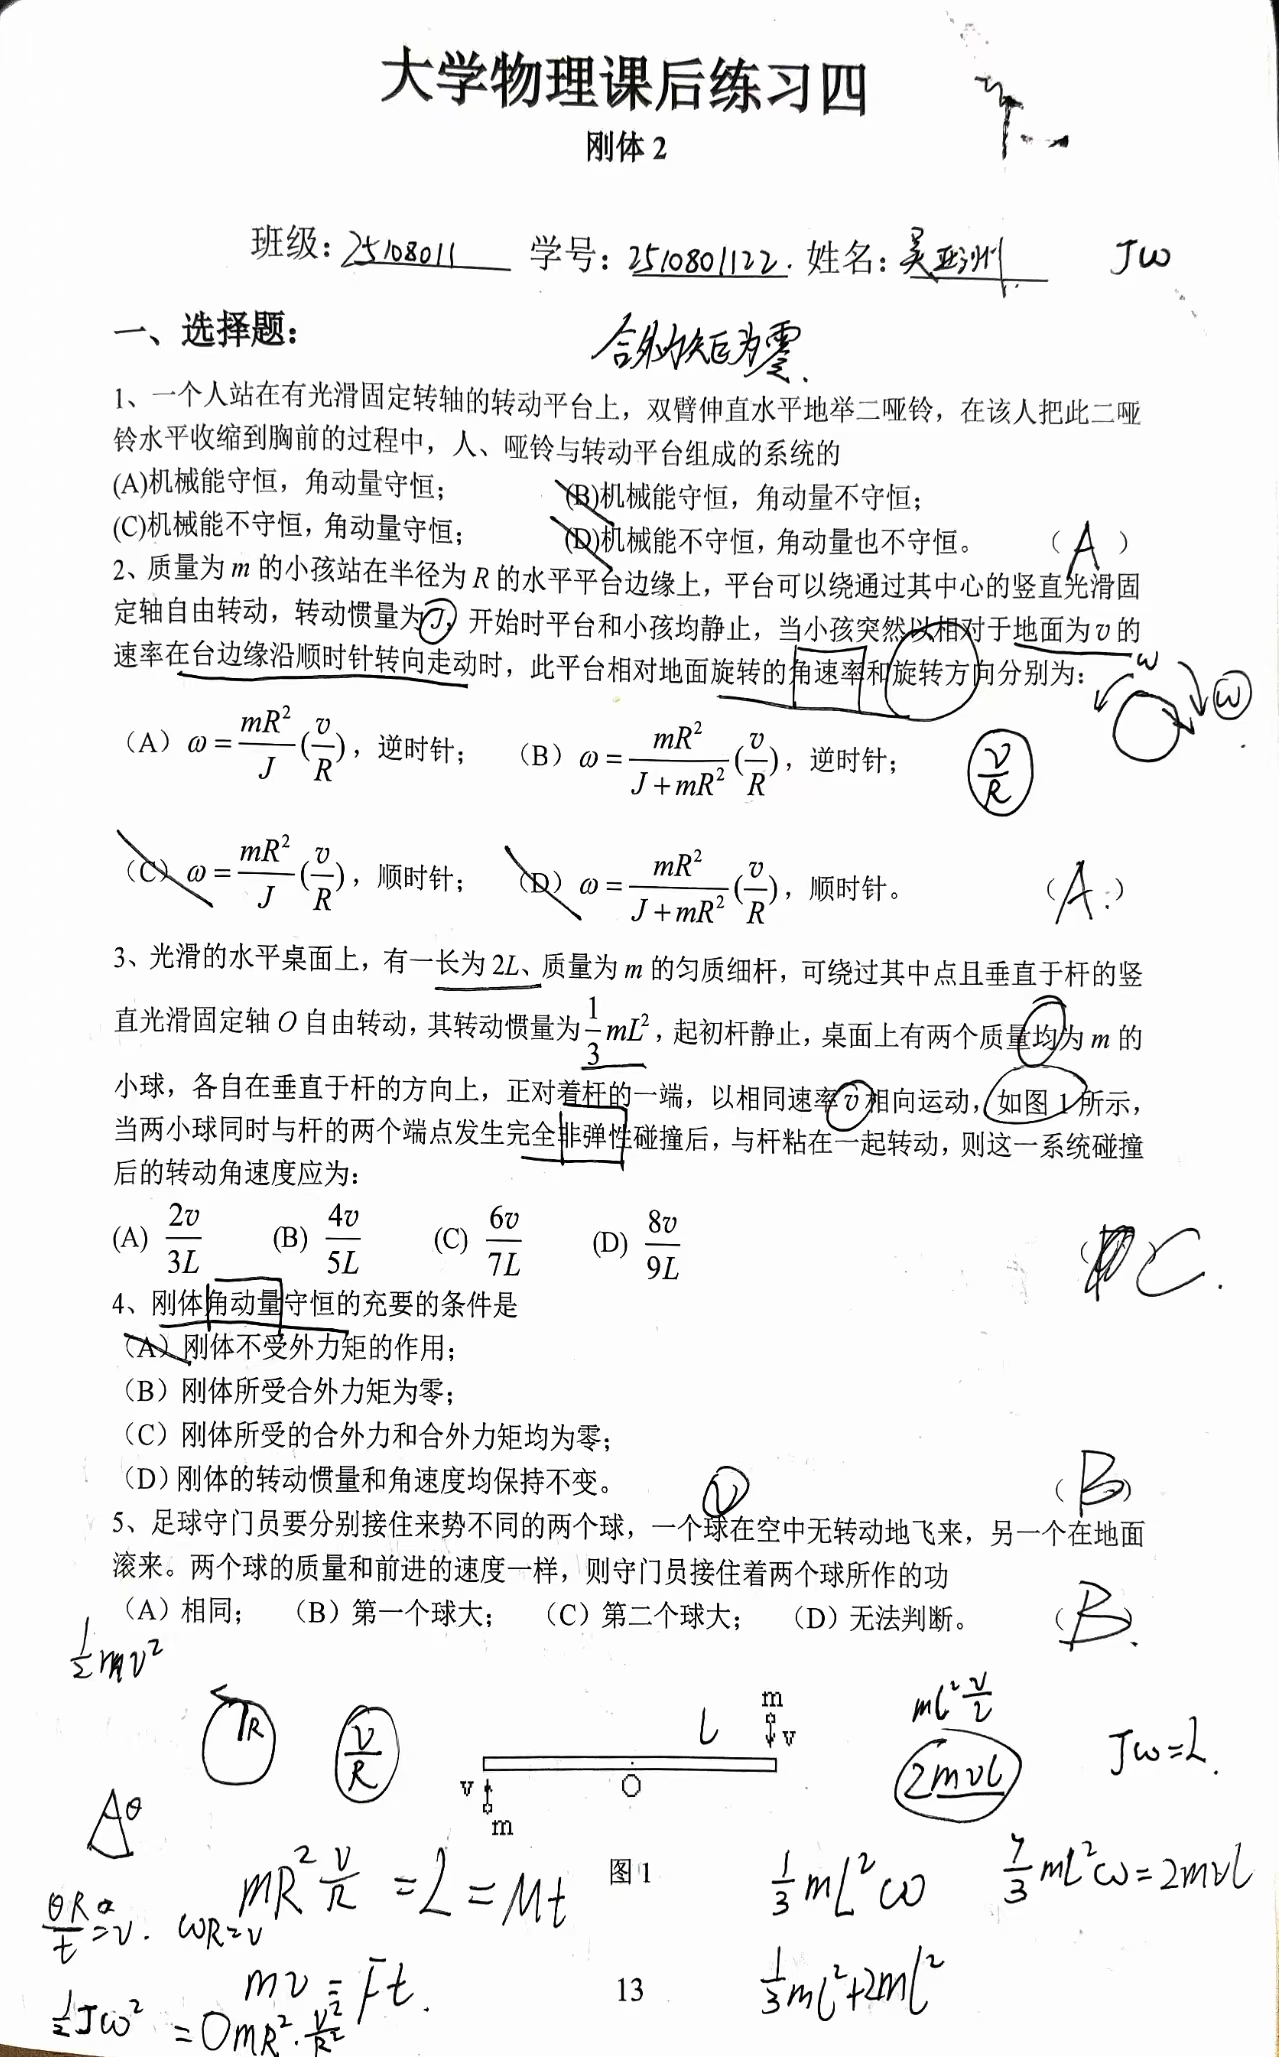 大学物理课后练习四
刚体 2
班级: 25108011 学号: 2510801122. 姓名: 吴亚洲 Jω
一、选择题:
合外力矩为零.
1、一个人站在有光滑固定转轴的转动平台上，双臂伸直水平地举二哑铃，在该人把此二哑
铃水平收缩到胸前的过程中，人、哑铃与转动平台组成的系统的
(A)机械能守恒，角动量守恒; (B)机械能守恒，角动量不守恒;
(C)机械能不守恒, 角动量守恒; (D)机械能不守恒, 角动量也不守恒。 ( A )
2、质量为 m 的小孩站在半径为 R 的水平平台边缘上，平台可以绕通过其中心的竖直光滑固
定轴自由转动，转动惯量为 J，开始时平台和小孩均静止，当小孩突然以相对于地面为 v 的
速率在台边缘沿顺时针转向走动时，此平台相对地面旋转的角速率和旋转方向分别为:
ω ω
(A) ω = mR²/J (v/R)，逆时针; (B) ω = mR²/(J+mR²) (v/R)，逆时针;
v/R
(C) ω = mR²/J (v/R)，顺时针; (D) ω = mR²/(J+mR²) (v/R)，顺时针。 ( A. )
3、光滑的水平桌面上，有一长为 2L、质量为 m 的匀质细杆，可绕过其中点且垂直于杆的竖
直光滑固定轴 O 自由转动，其转动惯量为 1/3 mL²，起初杆静止，桌面上有两个质量均为 m 的
小球，各自在垂直于杆的方向上，正对着杆的一端，以相同速率 v 相向运动，如图 1 所示，
当两小球同时与杆的两个端点发生完全非弹性碰撞后，与杆粘在一起转动，则这一系统碰撞
后的转动角速度应为:
(A) 2v/3L (B) 4v/5L (C) 6v/7L (D) 8v/9L C.
4、刚体角动量守恒的充要的条件是
(A) 刚体不受外力矩的作用;
(B) 刚体所受合外力矩为零;
(C) 刚体所受的合外力和合外力矩均为零;
(D) 刚体的转动惯量和角速度均保持不变。 ( B )
v
5、足球守门员要分别接住来势不同的两个球，一个球在空中无转动地飞来，另一个在地面
滚来。两个球的质量和前进的速度一样，则守门员接住着两个球所作的功
(A) 相同; (B) 第一个球大; (C) 第二个球大; (D) 无法判断。 ( B. )
½mv²
R
v/R
L
m
v
v
m
O
mL² v/L
2mvL
Jω=L.
θ
mR² v/R = L = Mt
图 1
1/3 mL²ω
7/3 mL²ω=2mvL
θR/t = v. ωR=v
mv = Ft.
13
1/3 mL²+2mL²
½Jω² = mR²·v²/R²